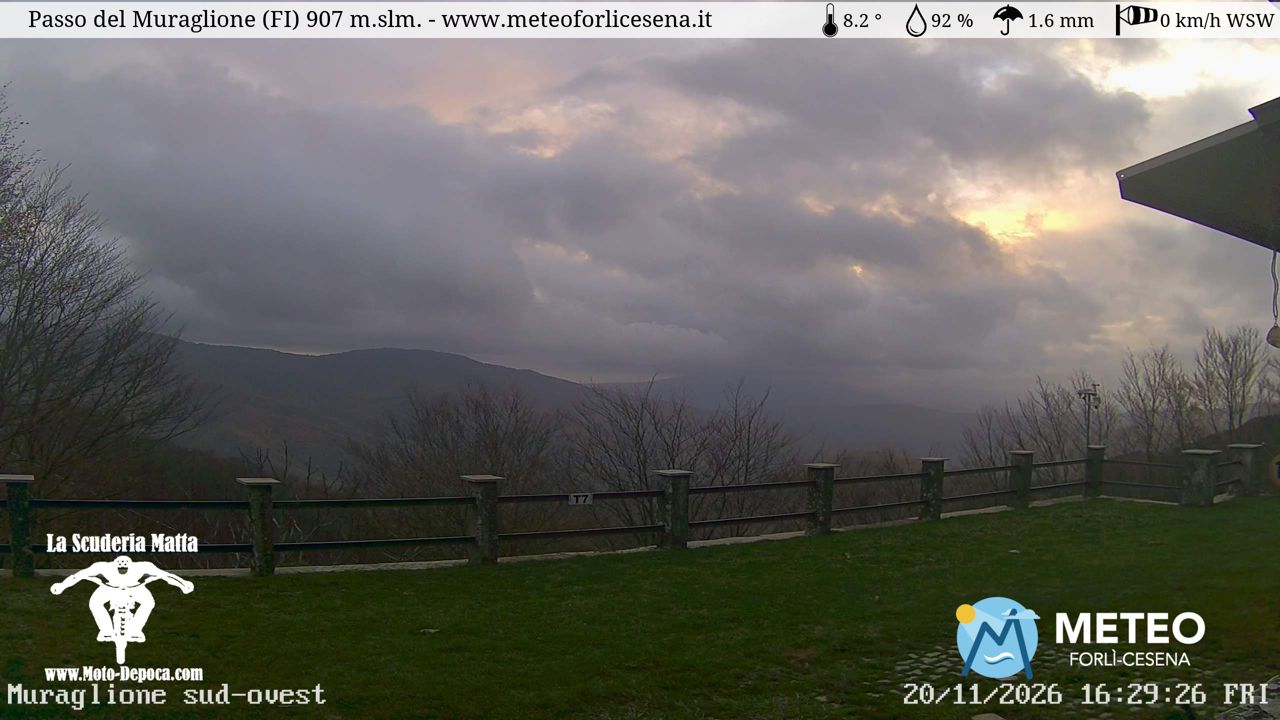 Passo del Muraglione (FI) 907 m.slm. - www.meteoforlicesena.it 8.2 ° 92 % 1.6 mm 0 km/h WSW
T7
La Scuderia Matta
www.Moto-Depoca.com
METEO
FORLÌ-CESENA
Muraglione sud-ovest
20/11/2026 16:29:26 FRI